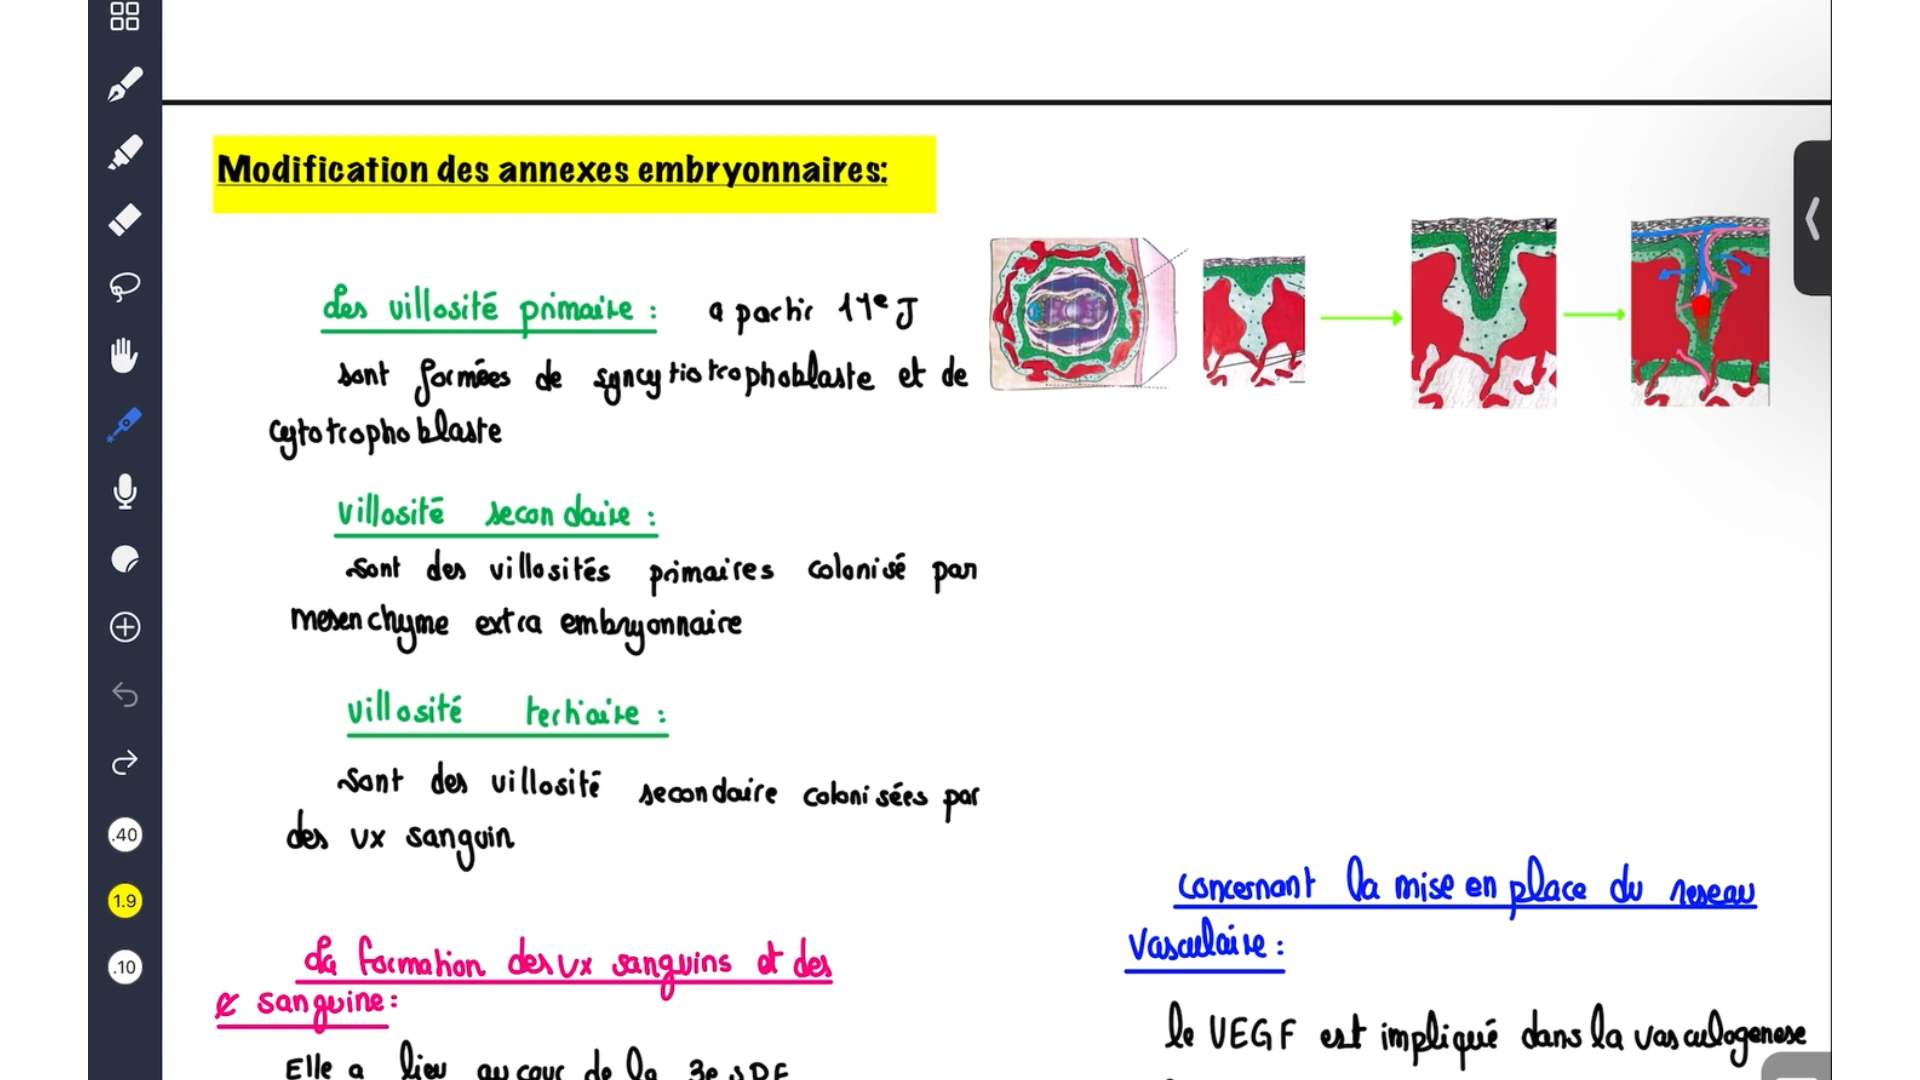 Modification des annexes embryonnaires:
Les villosité primaire : a partir 11e J
sont formées de syncytiotrophoblaste et de
cytotrophoblaste
villosité secondaire :
sont des villosités primaires colonisé par
mesenchyme extra embryonnaire
villosité tertiaire :
sont des villosité secondaire colonisées par
des vx sanguin
La formation des vx sanguins et des
¢ sanguine :
Elle a lieu au cour de la 3e SDE
concernant la mise en place du reseau
vasculaire :
le VEGF est impliqué dans la vasculogenese
.40
1.9
.10